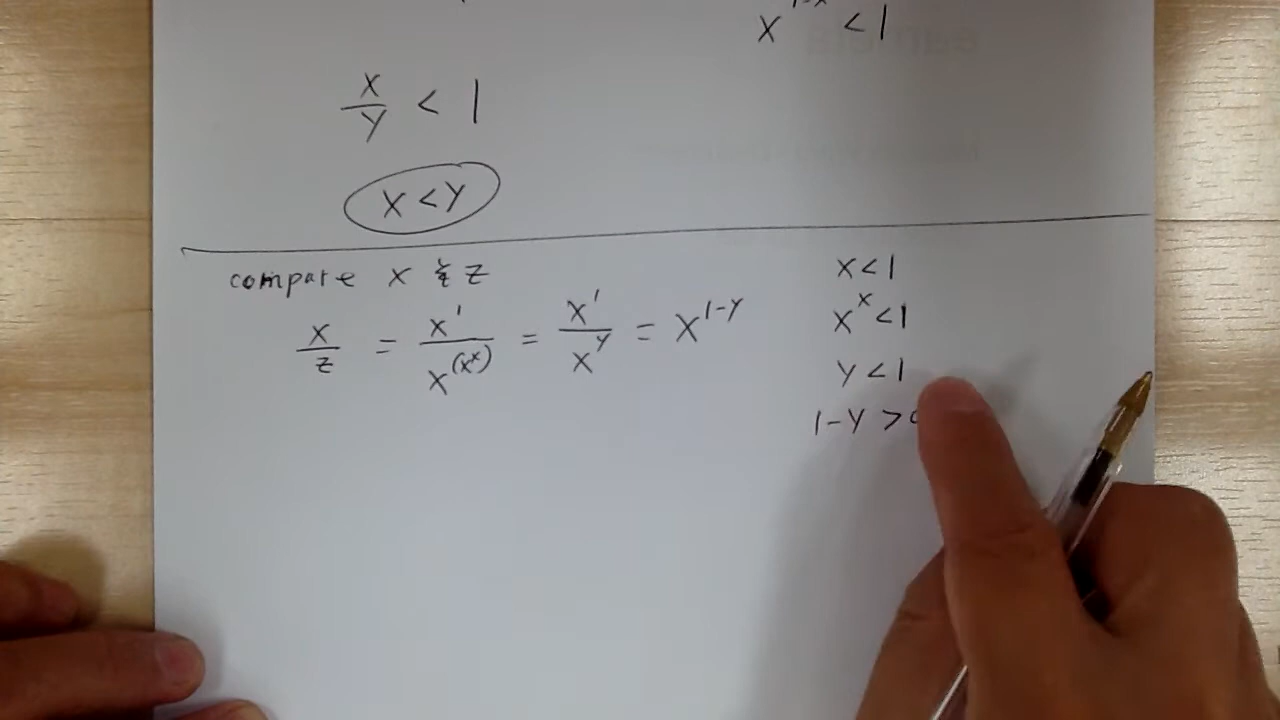 x^{1-x} < 1
x/y < 1
x < y
compare x & z
x/z = x^1/x^{(x^x)} = x^1/x^y = x^{1-y}
x < 1
x^x < 1
y < 1
1-y >